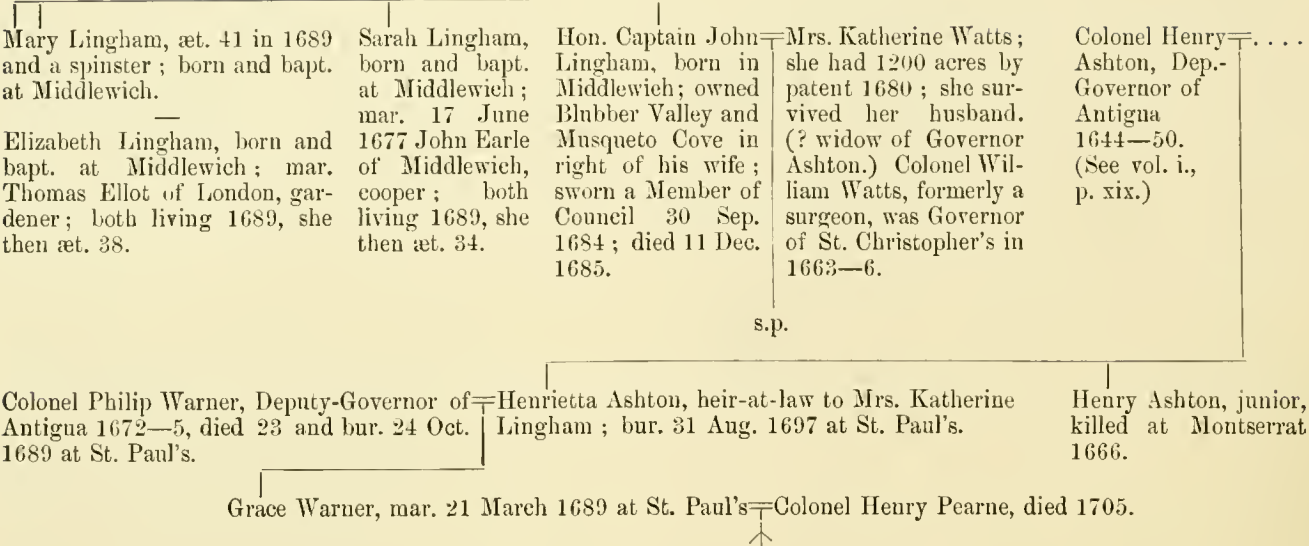 Mary Lingham, æt. 41 in 1689
and a spinster ; born and bapt.
at Middlewich.
—
Elizabeth Lingham, born and
bapt. at Middlewich ; mar.
Thomas Ellot of London, gar-
dener ; both living 1689, she
then æt. 38.
Sarah Lingham,
born and bapt.
at Middlewich ;
mar. 17 June
1677 John Earle
of Middlewich,
cooper ; both
living 1689, she
then æt. 34.
Hon. Captain John
Lingham, born in
Middlewich; owned
Blubber Valley and
Musqueto Cove in
right of his wife ;
sworn a Member of
Council 30 Sep.
1684 ; died 11 Dec.
1685.
Mrs. Katherine Watts ;
she had 1200 acres by
patent 1680 ; she sur-
vived her husband.
(? widow of Governor
Ashton.) Colonel Wil-
liam Watts, formerly a
surgeon, was Governor
of St. Christopher's in
1663—6.
Colonel Henry = . . . .
Ashton, Dep.-
Governor of
Antigua
1644—50.
(See vol. i.,
p. xix.)
s.p.
Colonel Philip Warner, Deputy-Governor of
Antigua 1672—5, died 23 and bur. 24 Oct.
1689 at St. Paul's.
Henrietta Ashton, heir-at-law to Mrs. Katherine
Lingham ; bur. 31 Aug. 1697 at St. Paul's.
Henry Ashton, junior,
killed at Montserrat
1666.
Grace Warner, mar. 21 March 1689 at St. Paul's = Colonel Henry Pearne, died 1705.